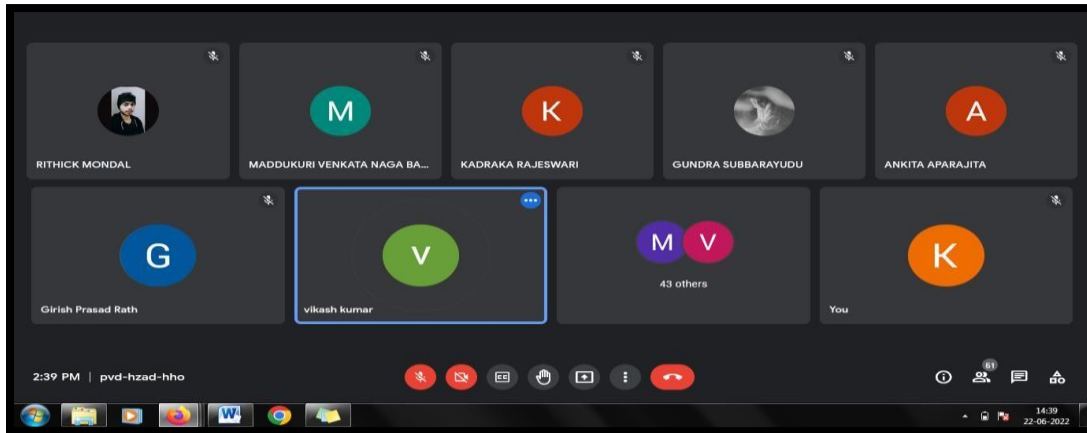 M
K
A
RITHICK MONDAL
MADDUKURI VENKATA NAGA BA...
KADRAKA RAJESWARI
GUNDRA SUBBARAYUDU
ANKITA APARAJITA
G
V
M V
K
43 others
Girish Prasad Rath
vikash kumar
You
2:39 PM | pvd-hzad-hho
CC
61
W
14:39
22-06-2022